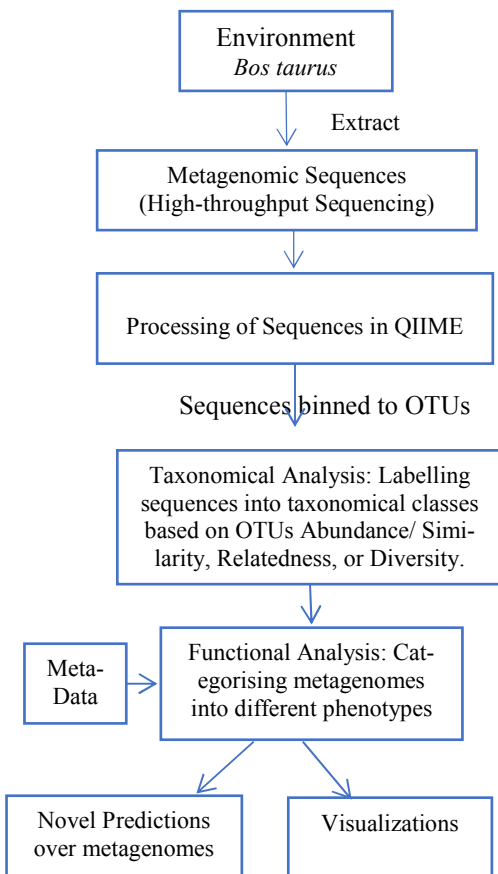 Environment
Bos taurus
Extract
Metagenomic Sequences
(High-throughput Sequencing)
Processing of Sequences in QIIME
Sequences binned to OTUs
Taxonomical Analysis: Labelling
sequences into taxonomical classes
based on OTUs Abundance/ Simi-
larity, Relatedness, or Diversity.
Meta-
Data
Functional Analysis: Cat-
egorising metagenomes
into different phenotypes
Novel Predictions
over metagenomes
Visualizations